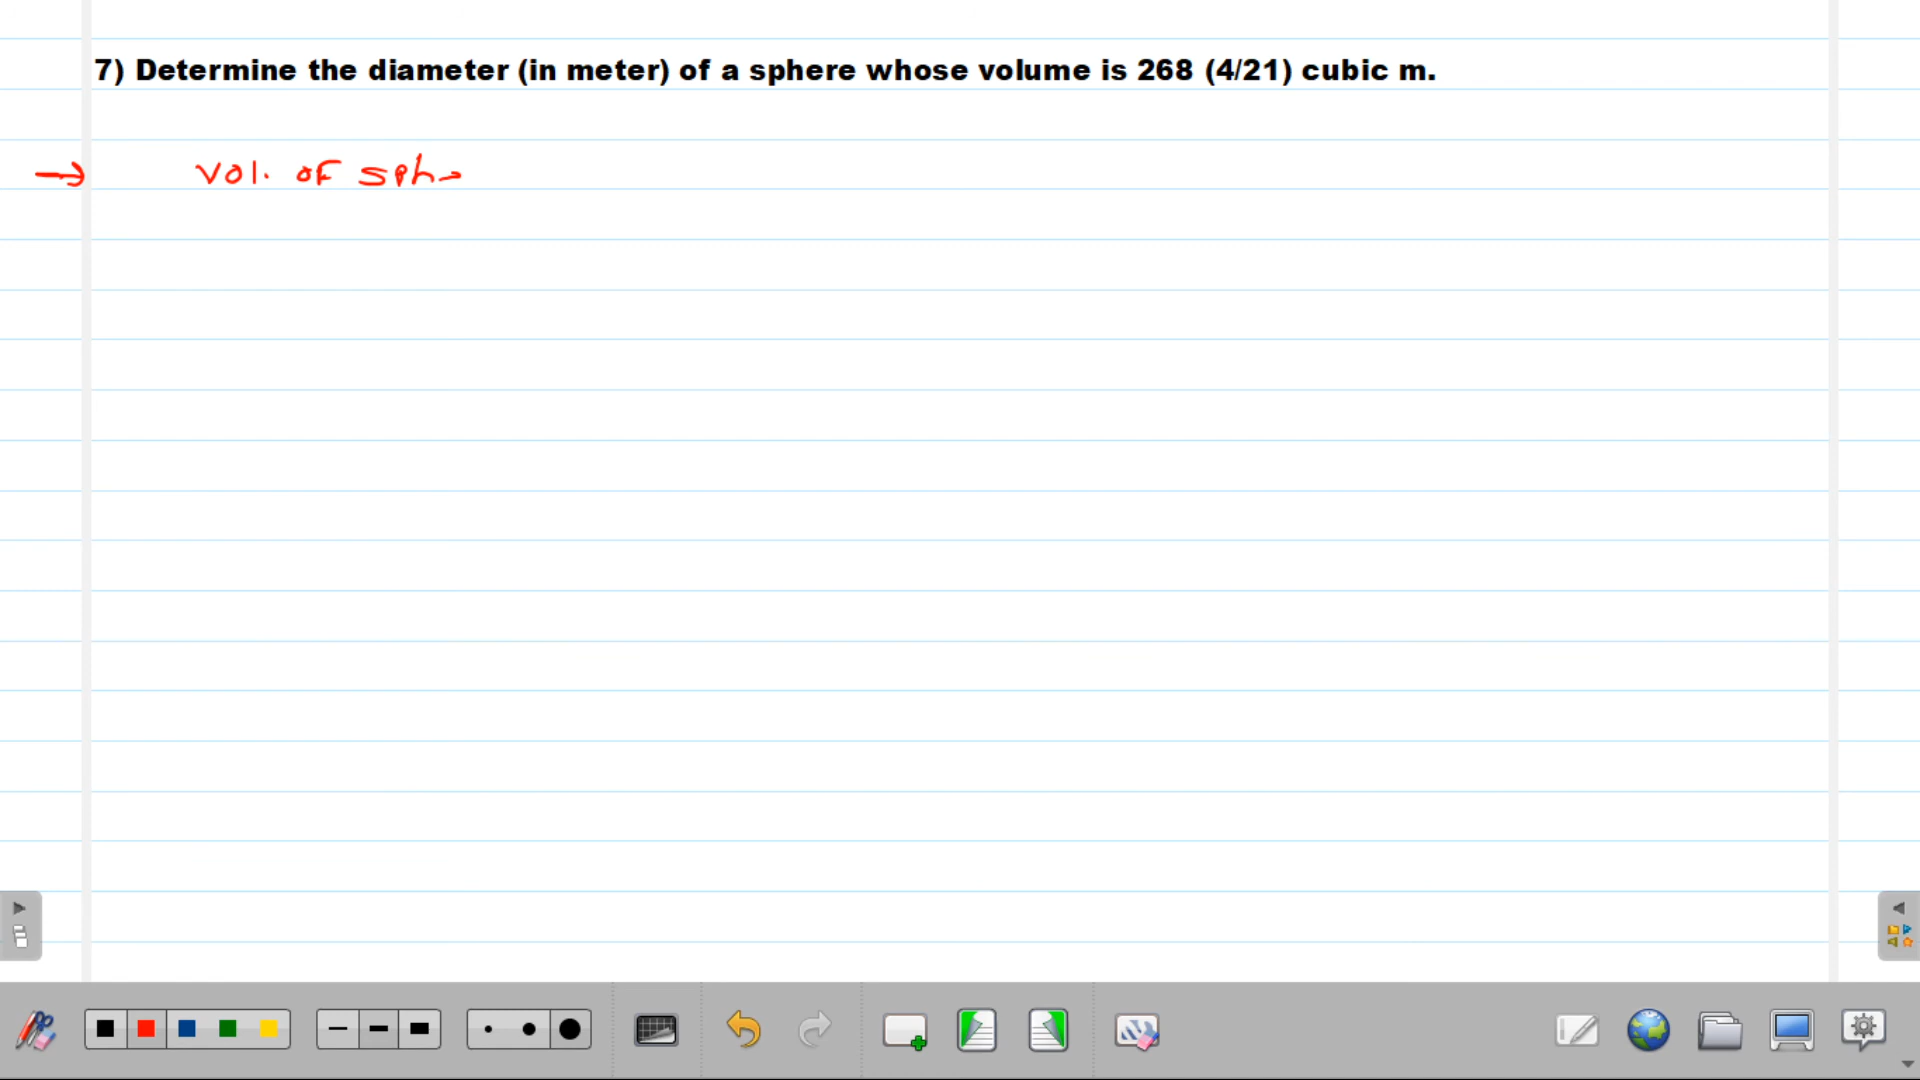 7) Determine the diameter (in meter) of a sphere whose volume is 268 (4/21) cubic m.
→ vol. of sph